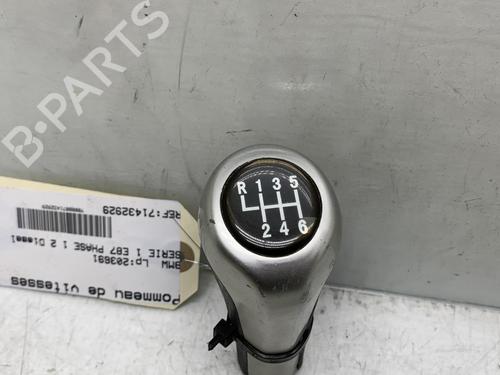 B-PARTS
R 1 3 5
2 4 6
Pommeau de vitesses
BMW Lp:203691
SERIE 1 E87 PHASE 1 2 Diesel
REF:71432929